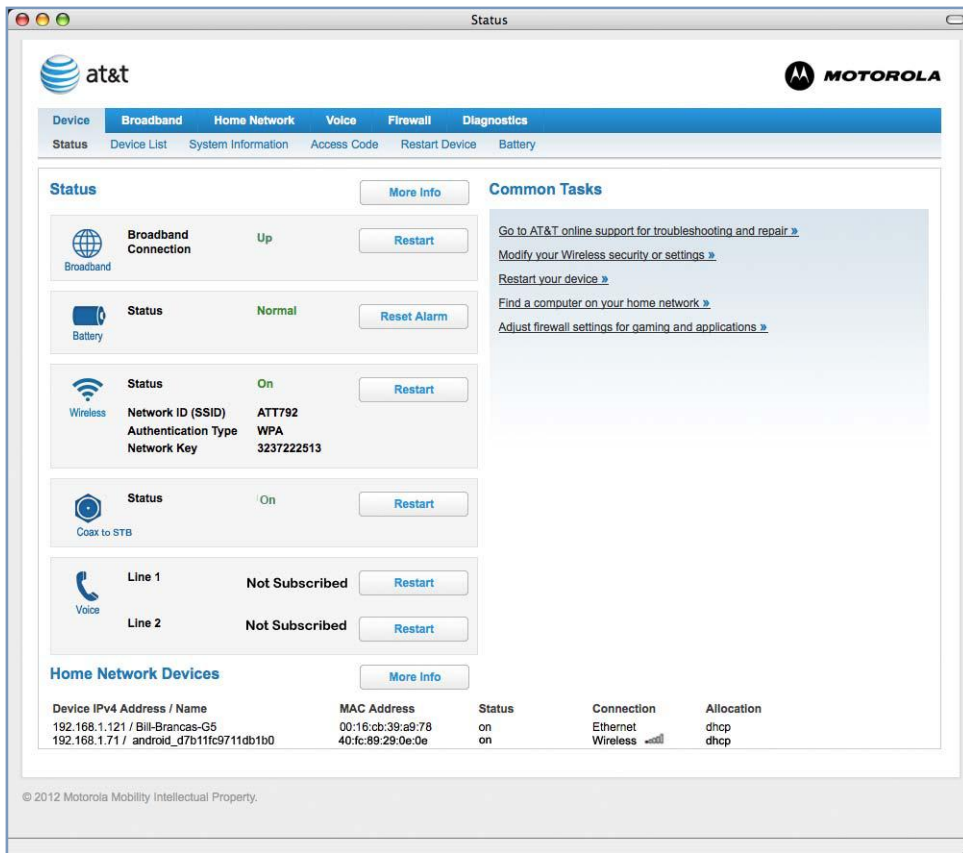 Status
at&t
MOTOROLA
Device Broadband Home Network Voice Firewall Diagnostics
Status Device List System Information Access Code Restart Device Battery
Status More Info
Broadband
Broadband Connection Up Restart
Battery
Status Normal Reset Alarm
Wireless
Status On Restart
Network ID (SSID) ATT792
Authentication Type WPA
Network Key 3237222513
Coax to STB
Status On Restart
Voice
Line 1 Not Subscribed Restart
Line 2 Not Subscribed Restart
Common Tasks
Go to AT&T online support for troubleshooting and repair »
Modify your Wireless security or settings »
Restart your device »
Find a computer on your home network »
Adjust firewall settings for gaming and applications »
Home Network Devices More Info
Device IPv4 Address / Name MAC Address Status Connection Allocation
192.168.1.121 / Bill-Brancas-G5 00:16:cb:39:a9:78 on Ethernet dhcp
192.168.1.71 / android_d7b11fc9711db1b0 40:fc:89:29:0e:0e on Wireless dhcp
© 2012 Motorola Mobility Intellectual Property.